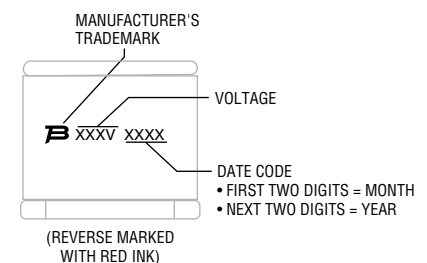 MANUFACTURER'S
TRADEMARK
VOLTAGE
B XXXV XXXX
DATE CODE
• FIRST TWO DIGITS = MONTH
• NEXT TWO DIGITS = YEAR
(REVERSE MARKED
WITH RED INK)